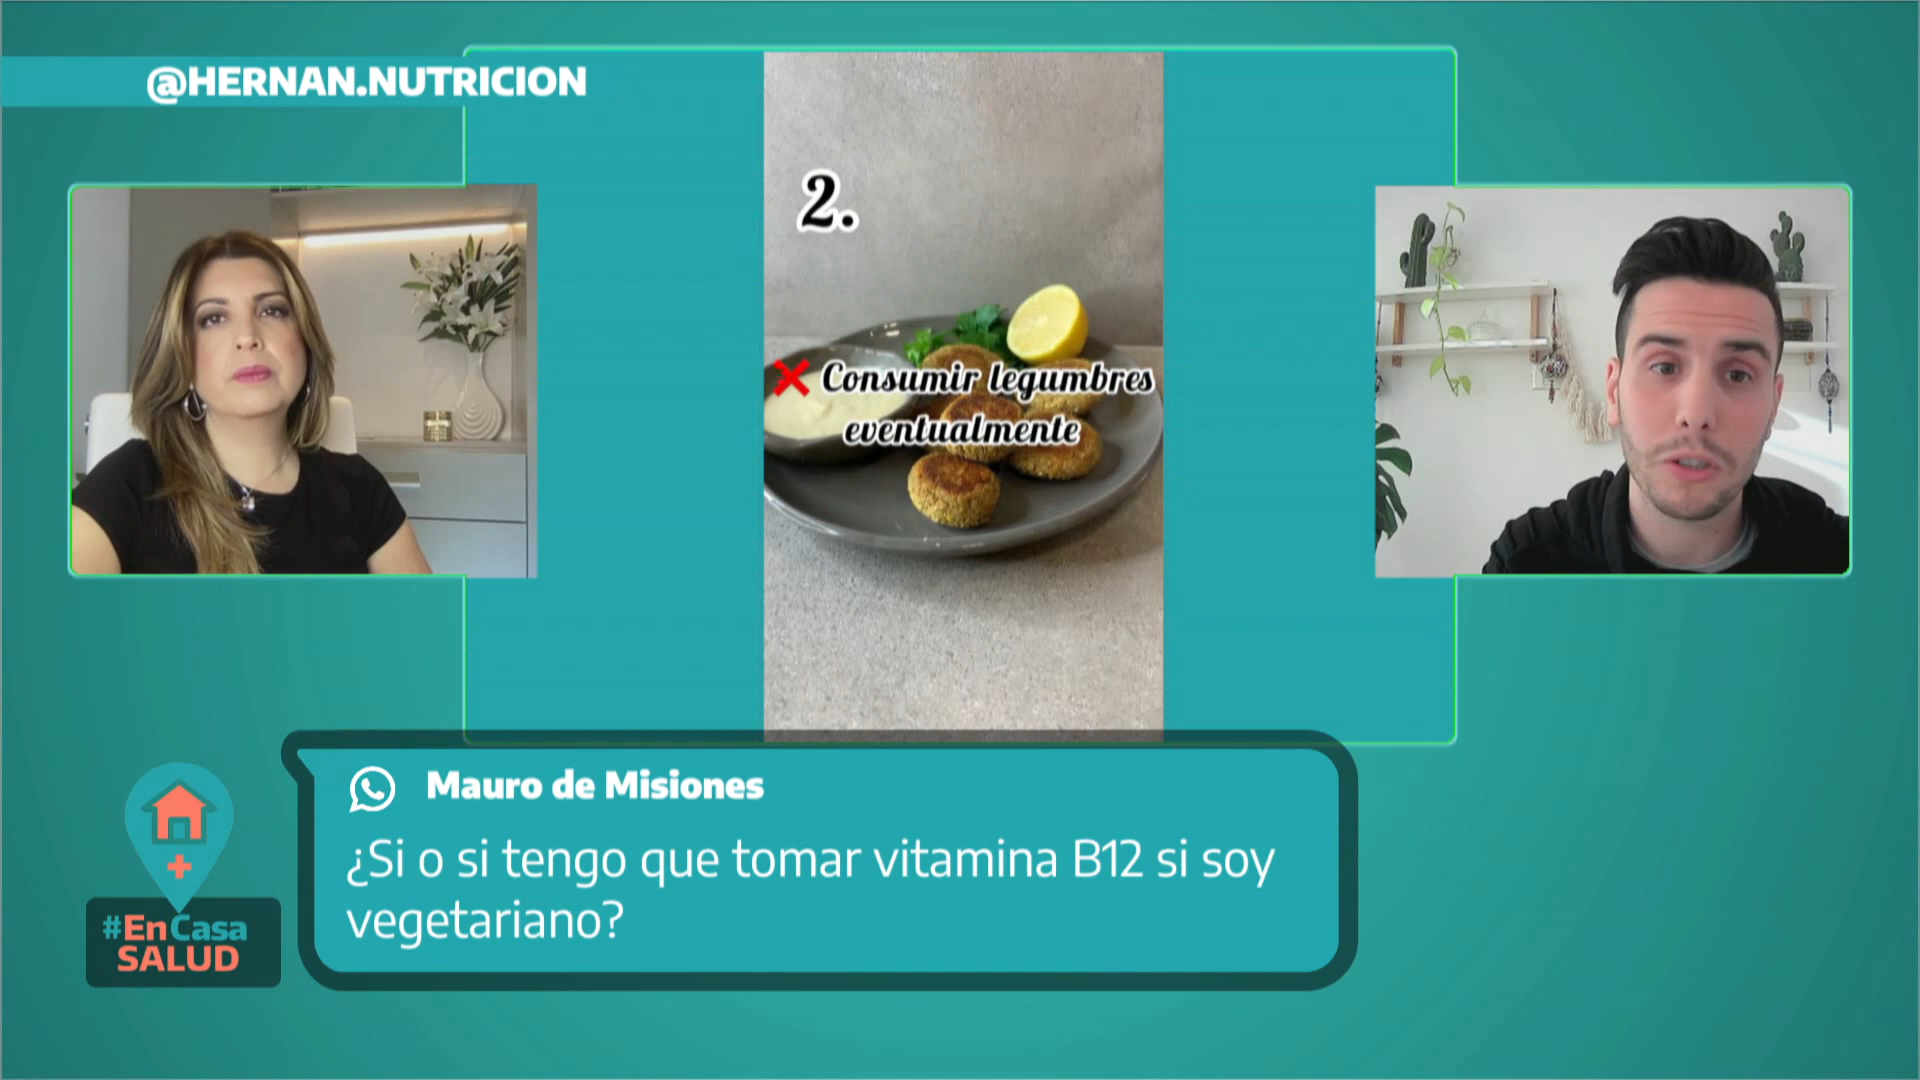 @HERNAN.NUTRICION
2.
❌ Consumir legumbres
eventualmente
Mauro de Misiones
¿Si o si tengo que tomar vitamina B12 si soy
vegetariano?
#EnCasa
SALUD